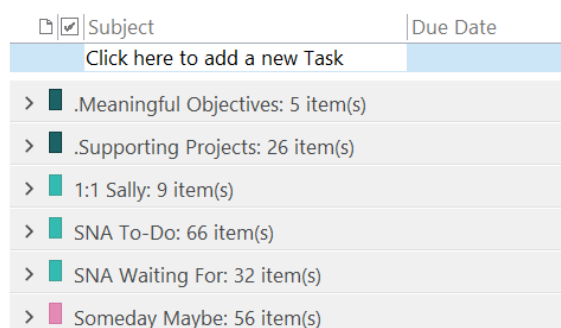 Subject Due Date
Click here to add a new Task
.Meaningful Objectives: 5 item(s)
.Supporting Projects: 26 item(s)
1:1 Sally: 9 item(s)
SNA To-Do: 66 item(s)
SNA Waiting For: 32 item(s)
Someday Maybe: 56 item(s)